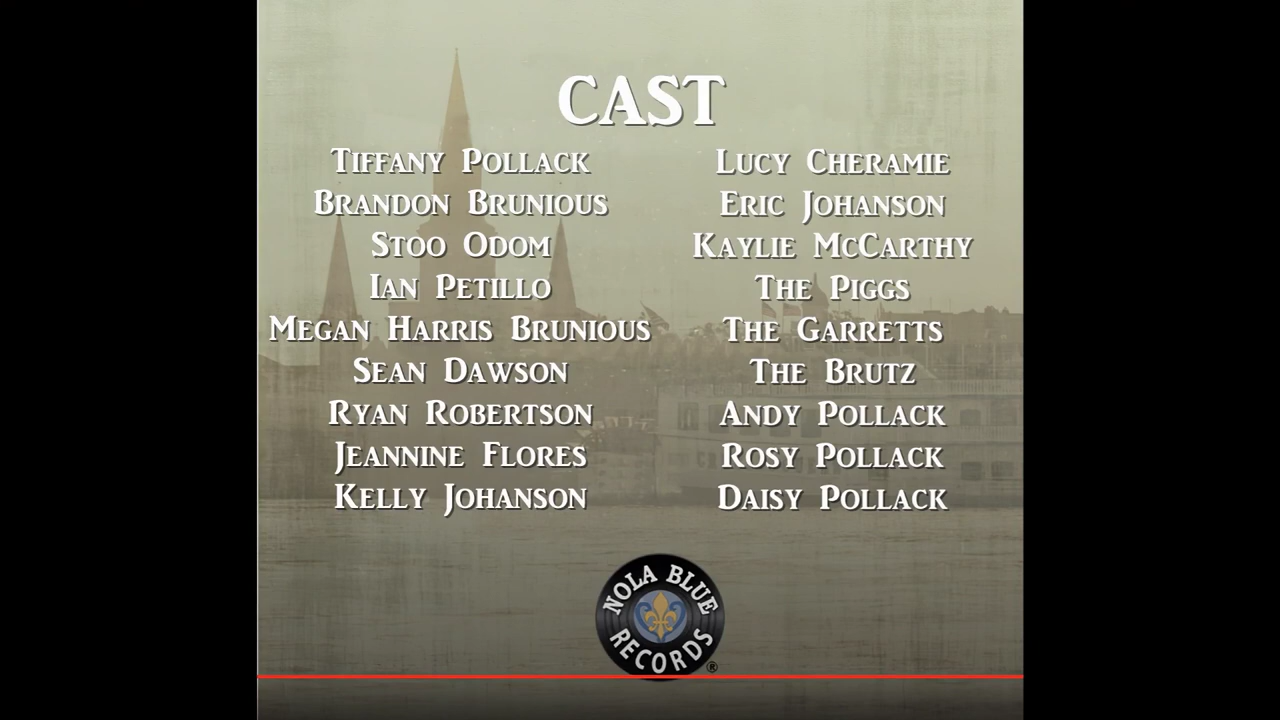 CAST
TIFFANY POLLACK
BRANDON BRUNIOUS
STOO ODOM
IAN PETILLO
MEGAN HARRIS BRUNIOUS
SEAN DAWSON
RYAN ROBERTSON
JEANNINE FLORES
KELLY JOHANSON
LUCY CHERAMIE
ERIC JOHANSON
KAYLIE MCCARTHY
THE PIGGS
THE GARRETTS
THE BRUTZ
ANDY POLLACK
ROSY POLLACK
DAISY POLLACK
NOLA BLUE
RECORDS
®